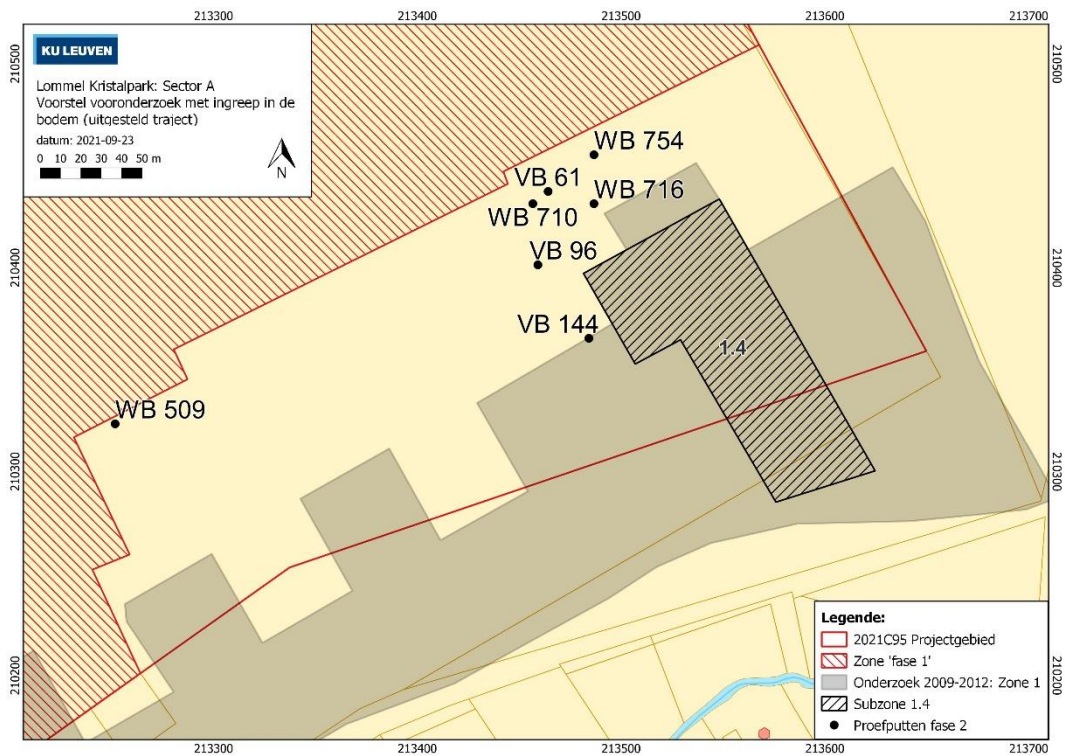 213300 213400 213500 213600 213700
KU LEUVEN
Lommel Kristalpark: Sector A
Voorstel vooronderzoek met ingreep in de
bodem (uitgesteld traject)
datum: 2021-09-23
0 10 20 30 40 50 m
N
210500
210500
WB 754
VB 61
WB 716
WB 710
VB 96
210400
210400
VB 144
1.4
WB 509
210300
210300
Legende:
2021C95 Projectgebied
Zone 'fase 1'
Onderzoek 2009-2012: Zone 1
Subzone 1.4
Proefputten fase 2
210200
210200
213300 213400 213500 213600 213700